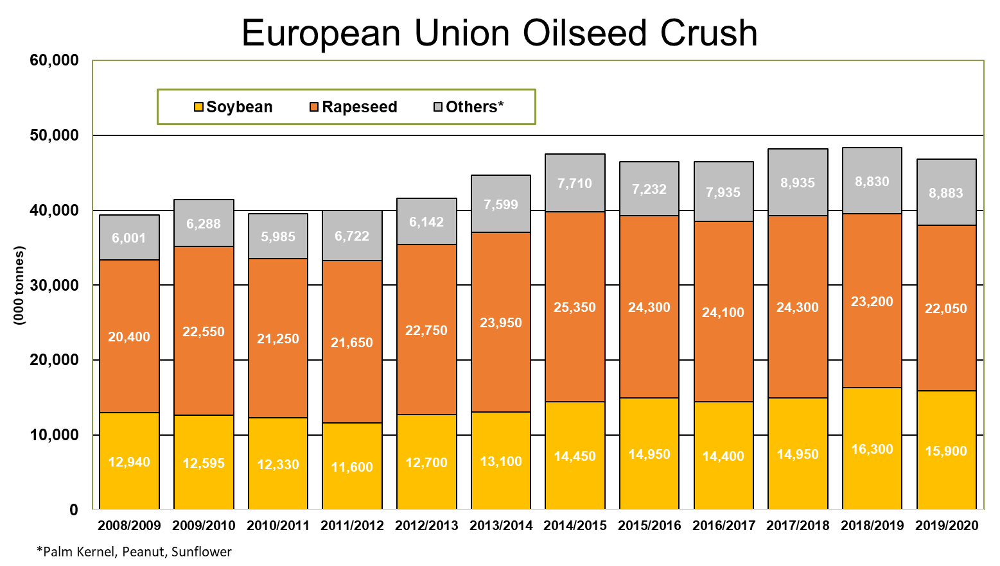 European Union Oilseed Crush
60,000
Soybean Rapeseed Others*
50,000
40,000
30,000
20,000
10,000
0
(000 tonnes)
6,001 6,288 5,985 6,722 6,142 7,599 7,710 7,232 7,935 8,935 8,830 8,883
20,400 22,550 21,250 21,650 22,750 23,950 25,350 24,300 24,100 24,300 23,200 22,050
12,940 12,595 12,330 11,600 12,700 13,100 14,450 14,950 14,400 14,950 16,300 15,900
2008/2009 2009/2010 2010/2011 2011/2012 2012/2013 2013/2014 2014/2015 2015/2016 2016/2017 2017/2018 2018/2019 2019/2020
*Palm Kernel, Peanut, Sunflower